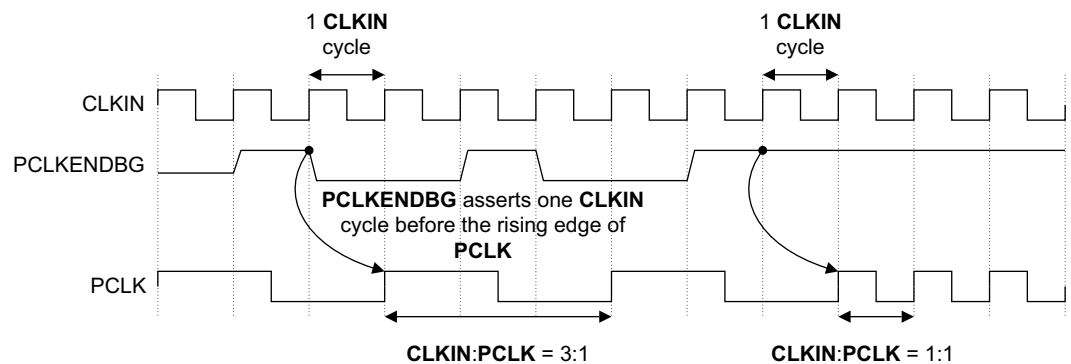 1 CLKIN
cycle
1 CLKIN
cycle
CLKIN
PCLKENDBG
PCLKENDBG asserts one CLKIN
cycle before the rising edge of
PCLK
PCLK
CLKIN:PCLK = 3:1
CLKIN:PCLK = 1:1